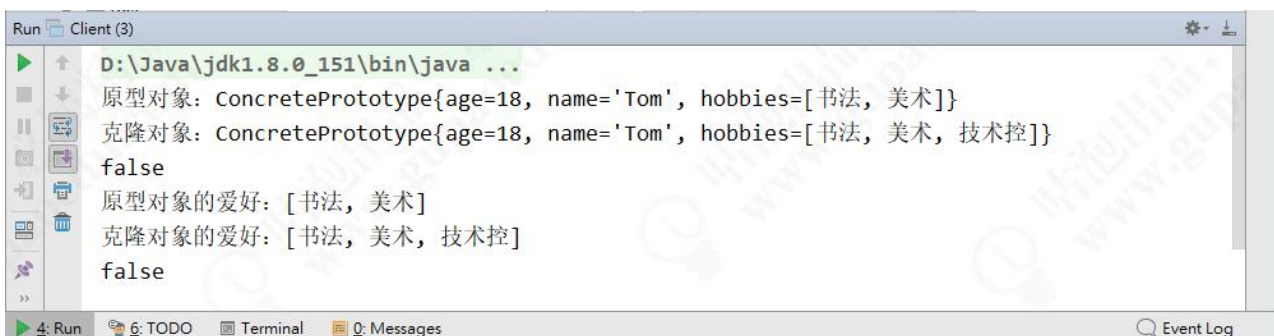 Run Client (3)
D:\Java\jdk1.8.0_151\bin\java ...
原型对象：ConcretePrototype{age=18, name='Tom', hobbies=[书法, 美术]}
克隆对象：ConcretePrototype{age=18, name='Tom', hobbies=[书法, 美术, 技术控]}
false
原型对象的爱好：[书法, 美术]
克隆对象的爱好：[书法, 美术, 技术控]
false
4: Run 6: TODO Terminal 0: Messages Event Log